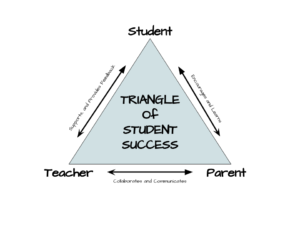 Student
Supports and Provides Feedback
Encourages and Learns
TRIANGLE
Of
STUDENT
SUCCESS
Teacher
Parent
Collaborates and Communicates